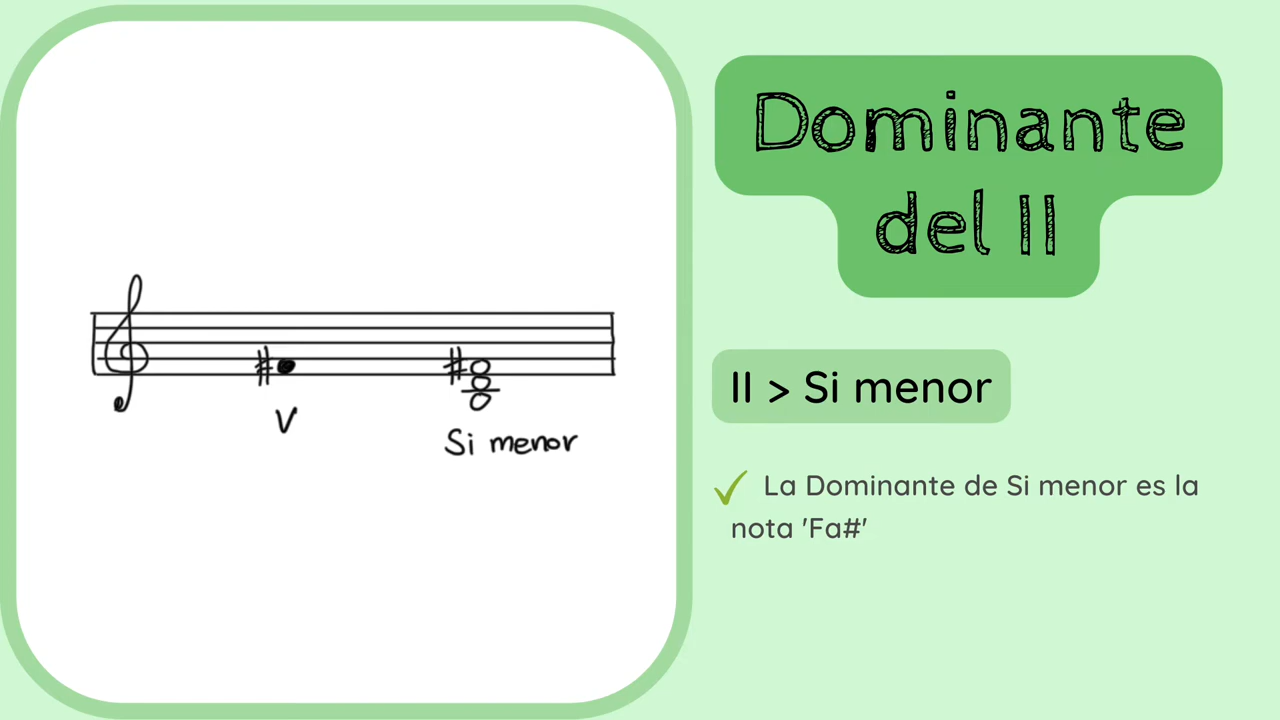 Dominante
del II
II > Si menor
La Dominante de Si menor es la
nota 'Fa#'
V
Si menor